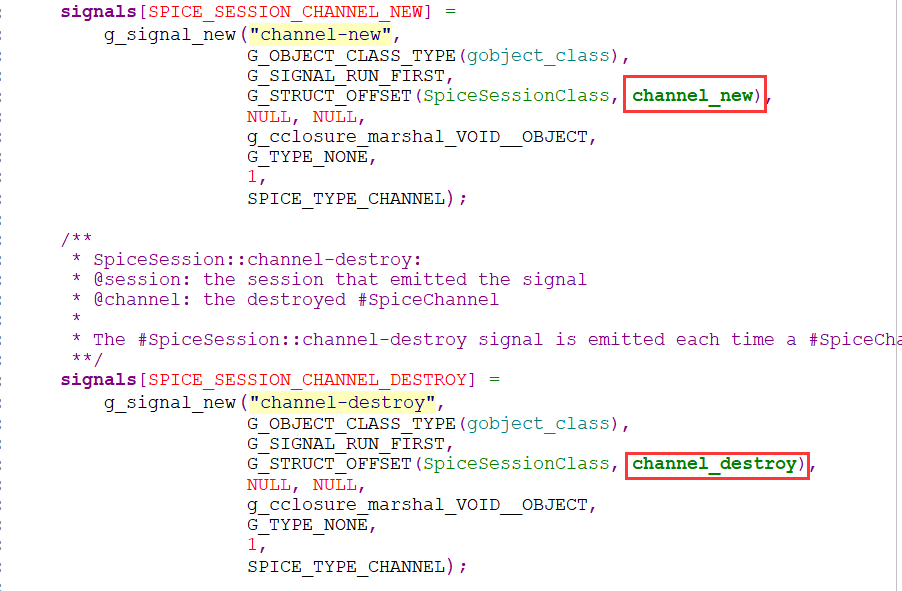 signals[SPICE_SESSION_CHANNEL_NEW] =
g_signal_new("channel-new",
G_OBJECT_CLASS_TYPE(gobject_class),
G_SIGNAL_RUN_FIRST,
G_STRUCT_OFFSET(SpiceSessionClass, channel_new),
NULL, NULL,
g_cclosure_marshal_VOID__OBJECT,
G_TYPE_NONE,
1,
SPICE_TYPE_CHANNEL);
/**
* SpiceSession::channel-destroy:
* @session: the session that emitted the signal
* @channel: the destroyed #SpiceChannel
*
* The #SpiceSession::channel-destroy signal is emitted each time a #SpiceCha
**/
signals[SPICE_SESSION_CHANNEL_DESTROY] =
g_signal_new("channel-destroy",
G_OBJECT_CLASS_TYPE(gobject_class),
G_SIGNAL_RUN_FIRST,
G_STRUCT_OFFSET(SpiceSessionClass, channel_destroy),
NULL, NULL,
g_cclosure_marshal_VOID__OBJECT,
G_TYPE_NONE,
1,
SPICE_TYPE_CHANNEL);